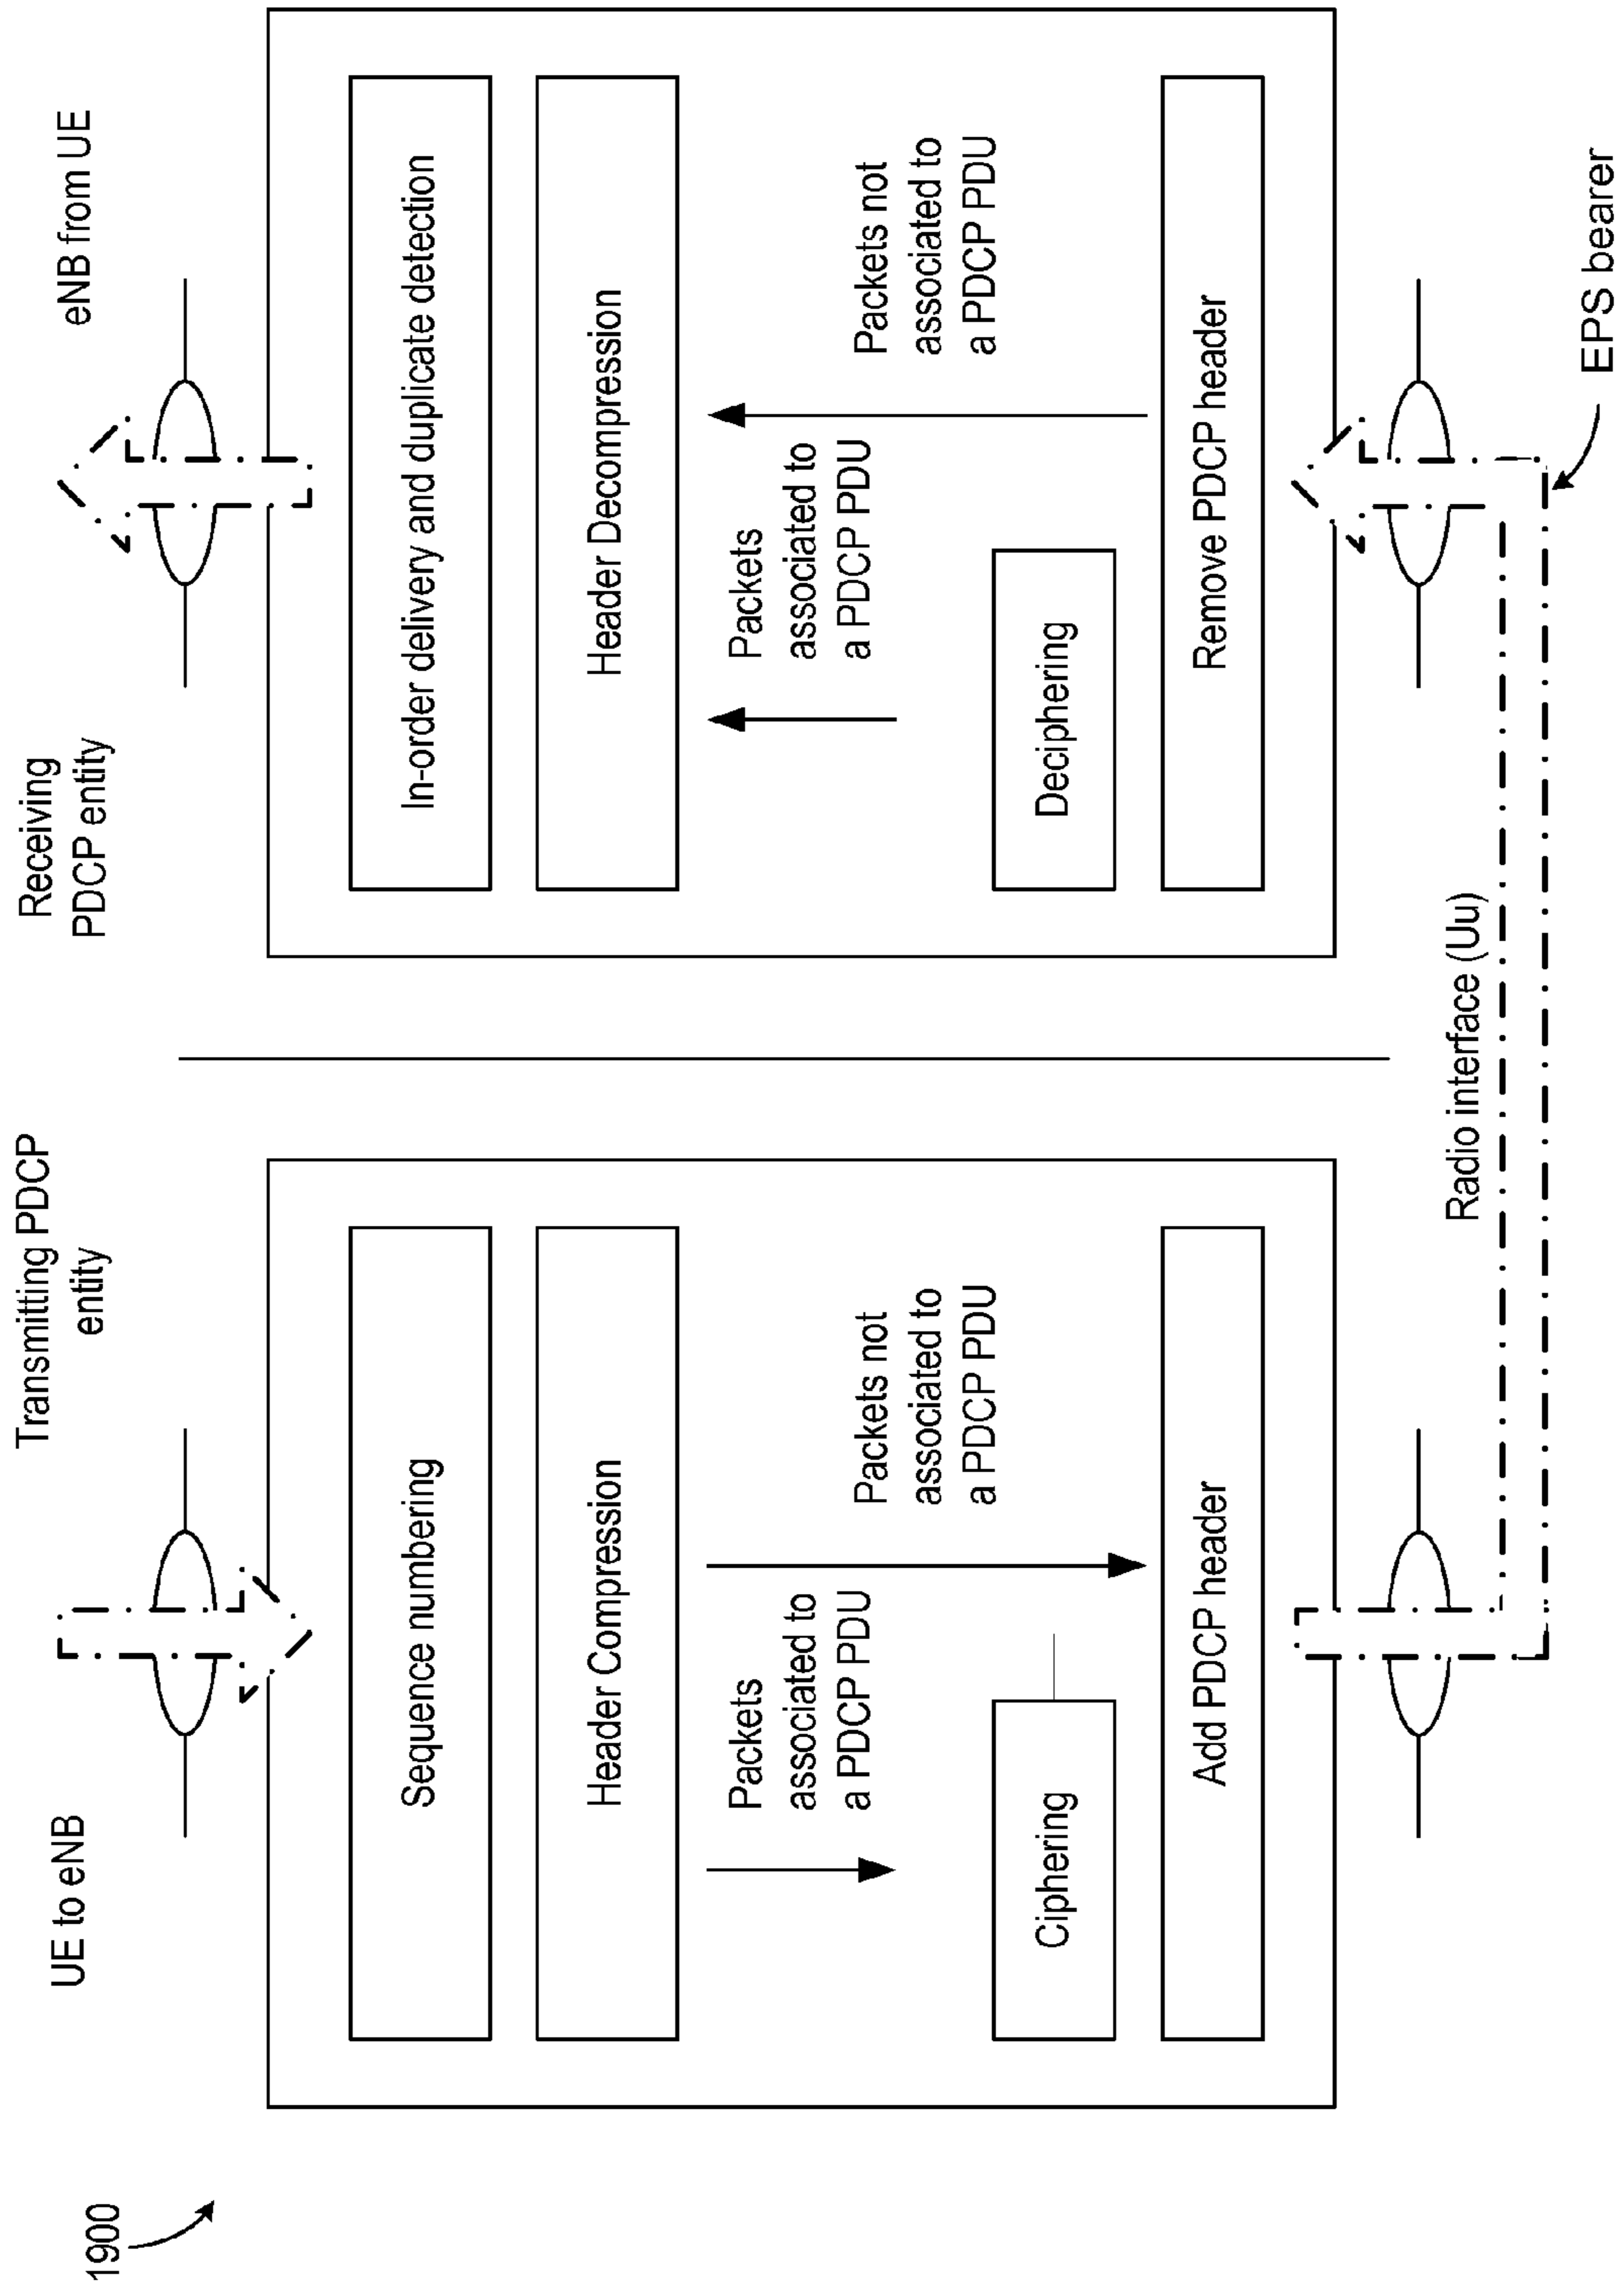 1900
UE to eNB
Transmitting PDCP
entity
Sequence numbering
Header Compression
Packets
associated to
a PDCP PDU
Packets not
associated to
a PDCP PDU
Ciphering
Add PDCP header
Receiving
PDCP entity
eNB from UE
In-order delivery and duplicate detection
Header Decompression
Packets
associated to
a PDCP PDU
Packets not
associated to
a PDCP PDU
Deciphering
Remove PDCP header
Radio interface (Uu)
EPS bearer